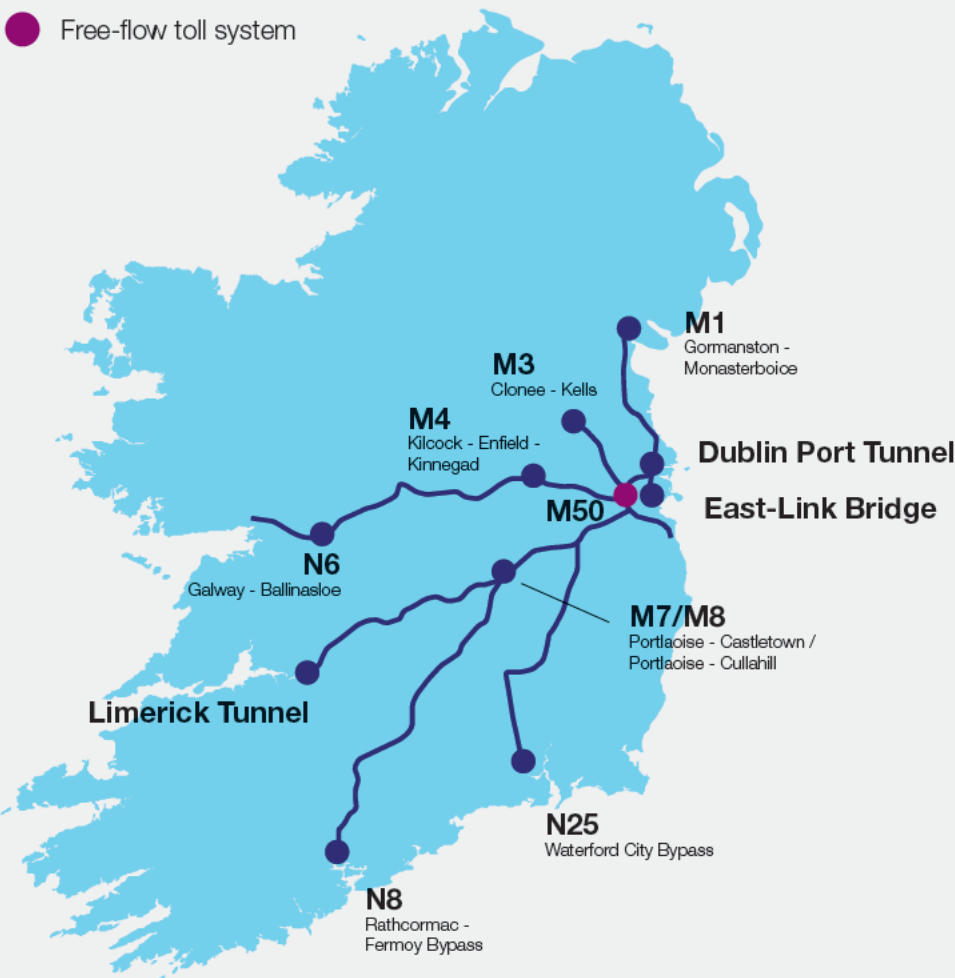 Free-flow toll system
M1
Gormanston -
Monasterboice
M3
Clonee - Kells
M4
Kilcock - Enfield -
Kinnegad
Dublin Port Tunnel
M50
East-Link Bridge
N6
Galway - Ballinasloe
M7/M8
Portlaoise - Castletown /
Portlaoise - Cullahill
Limerick Tunnel
N25
Waterford City Bypass
N8
Rathcormac -
Fermoy Bypass